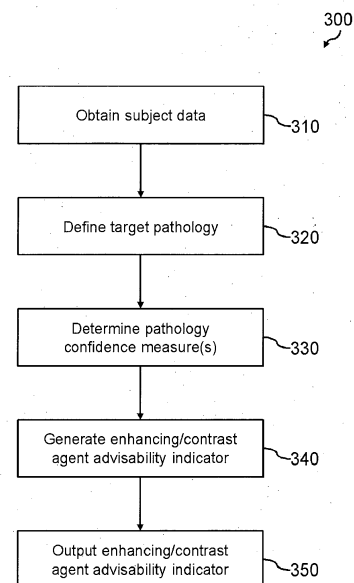 300
Obtain subject data
310
Define target pathology
320
Determine pathology
confidence measure(s)
330
Generate enhancing/contrast
agent advisability indicator
340
Output enhancing/contrast
agent advisability indicator
350